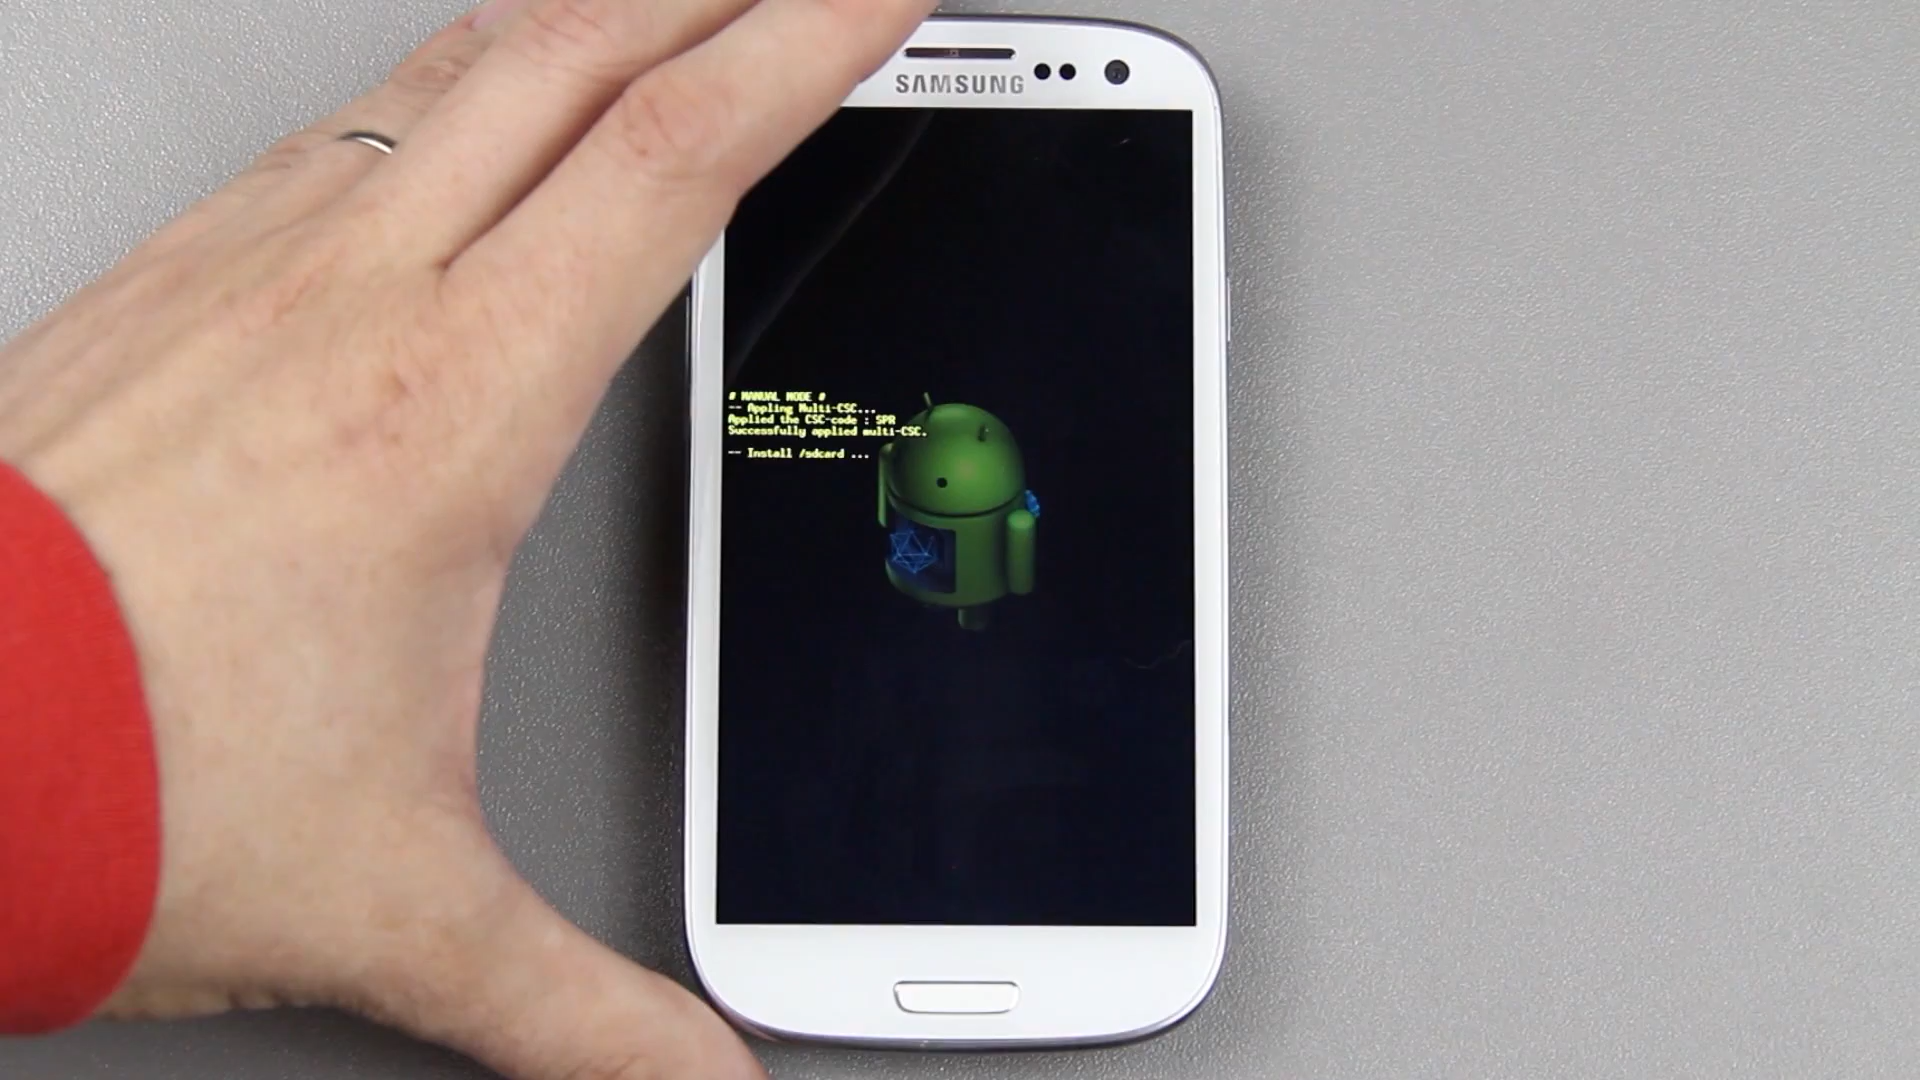 SAMSUNG
# MANUAL MODE #
-- Appling Multi-CSC...
Applied the CSC-code : SPR
Successfully applied multi-CSC.
-- Install /sdcard ...